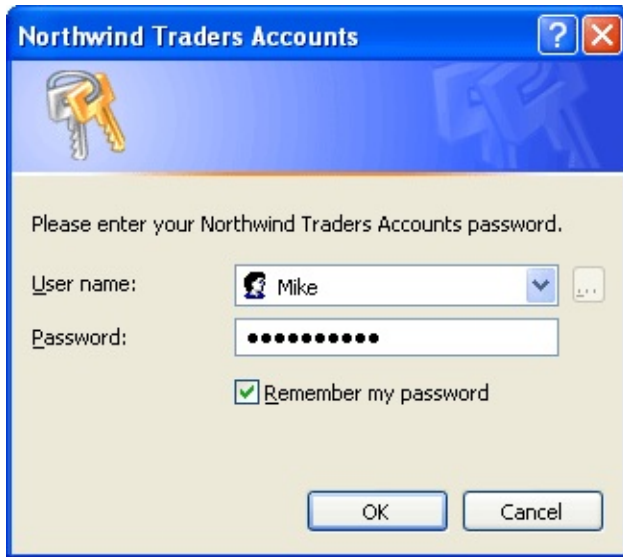 Northwind Traders Accounts
Please enter your Northwind Traders Accounts password.
User name:
Mike
...
Password:
••••••••••
Remember my password
OK
Cancel